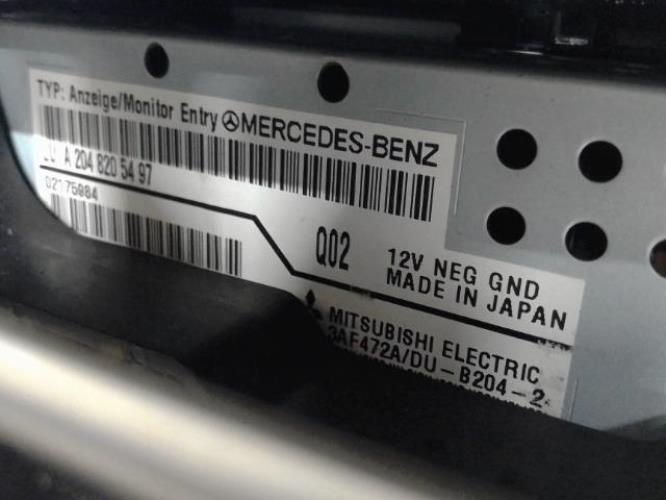 TYP: Anzeige/Monitor Entry MERCEDES-BENZ
A 204 820 54 97
02175984
Q02
12V NEG GND
MADE IN JAPAN
MITSUBISHI ELECTRIC
3AF472A/DU-B204-2